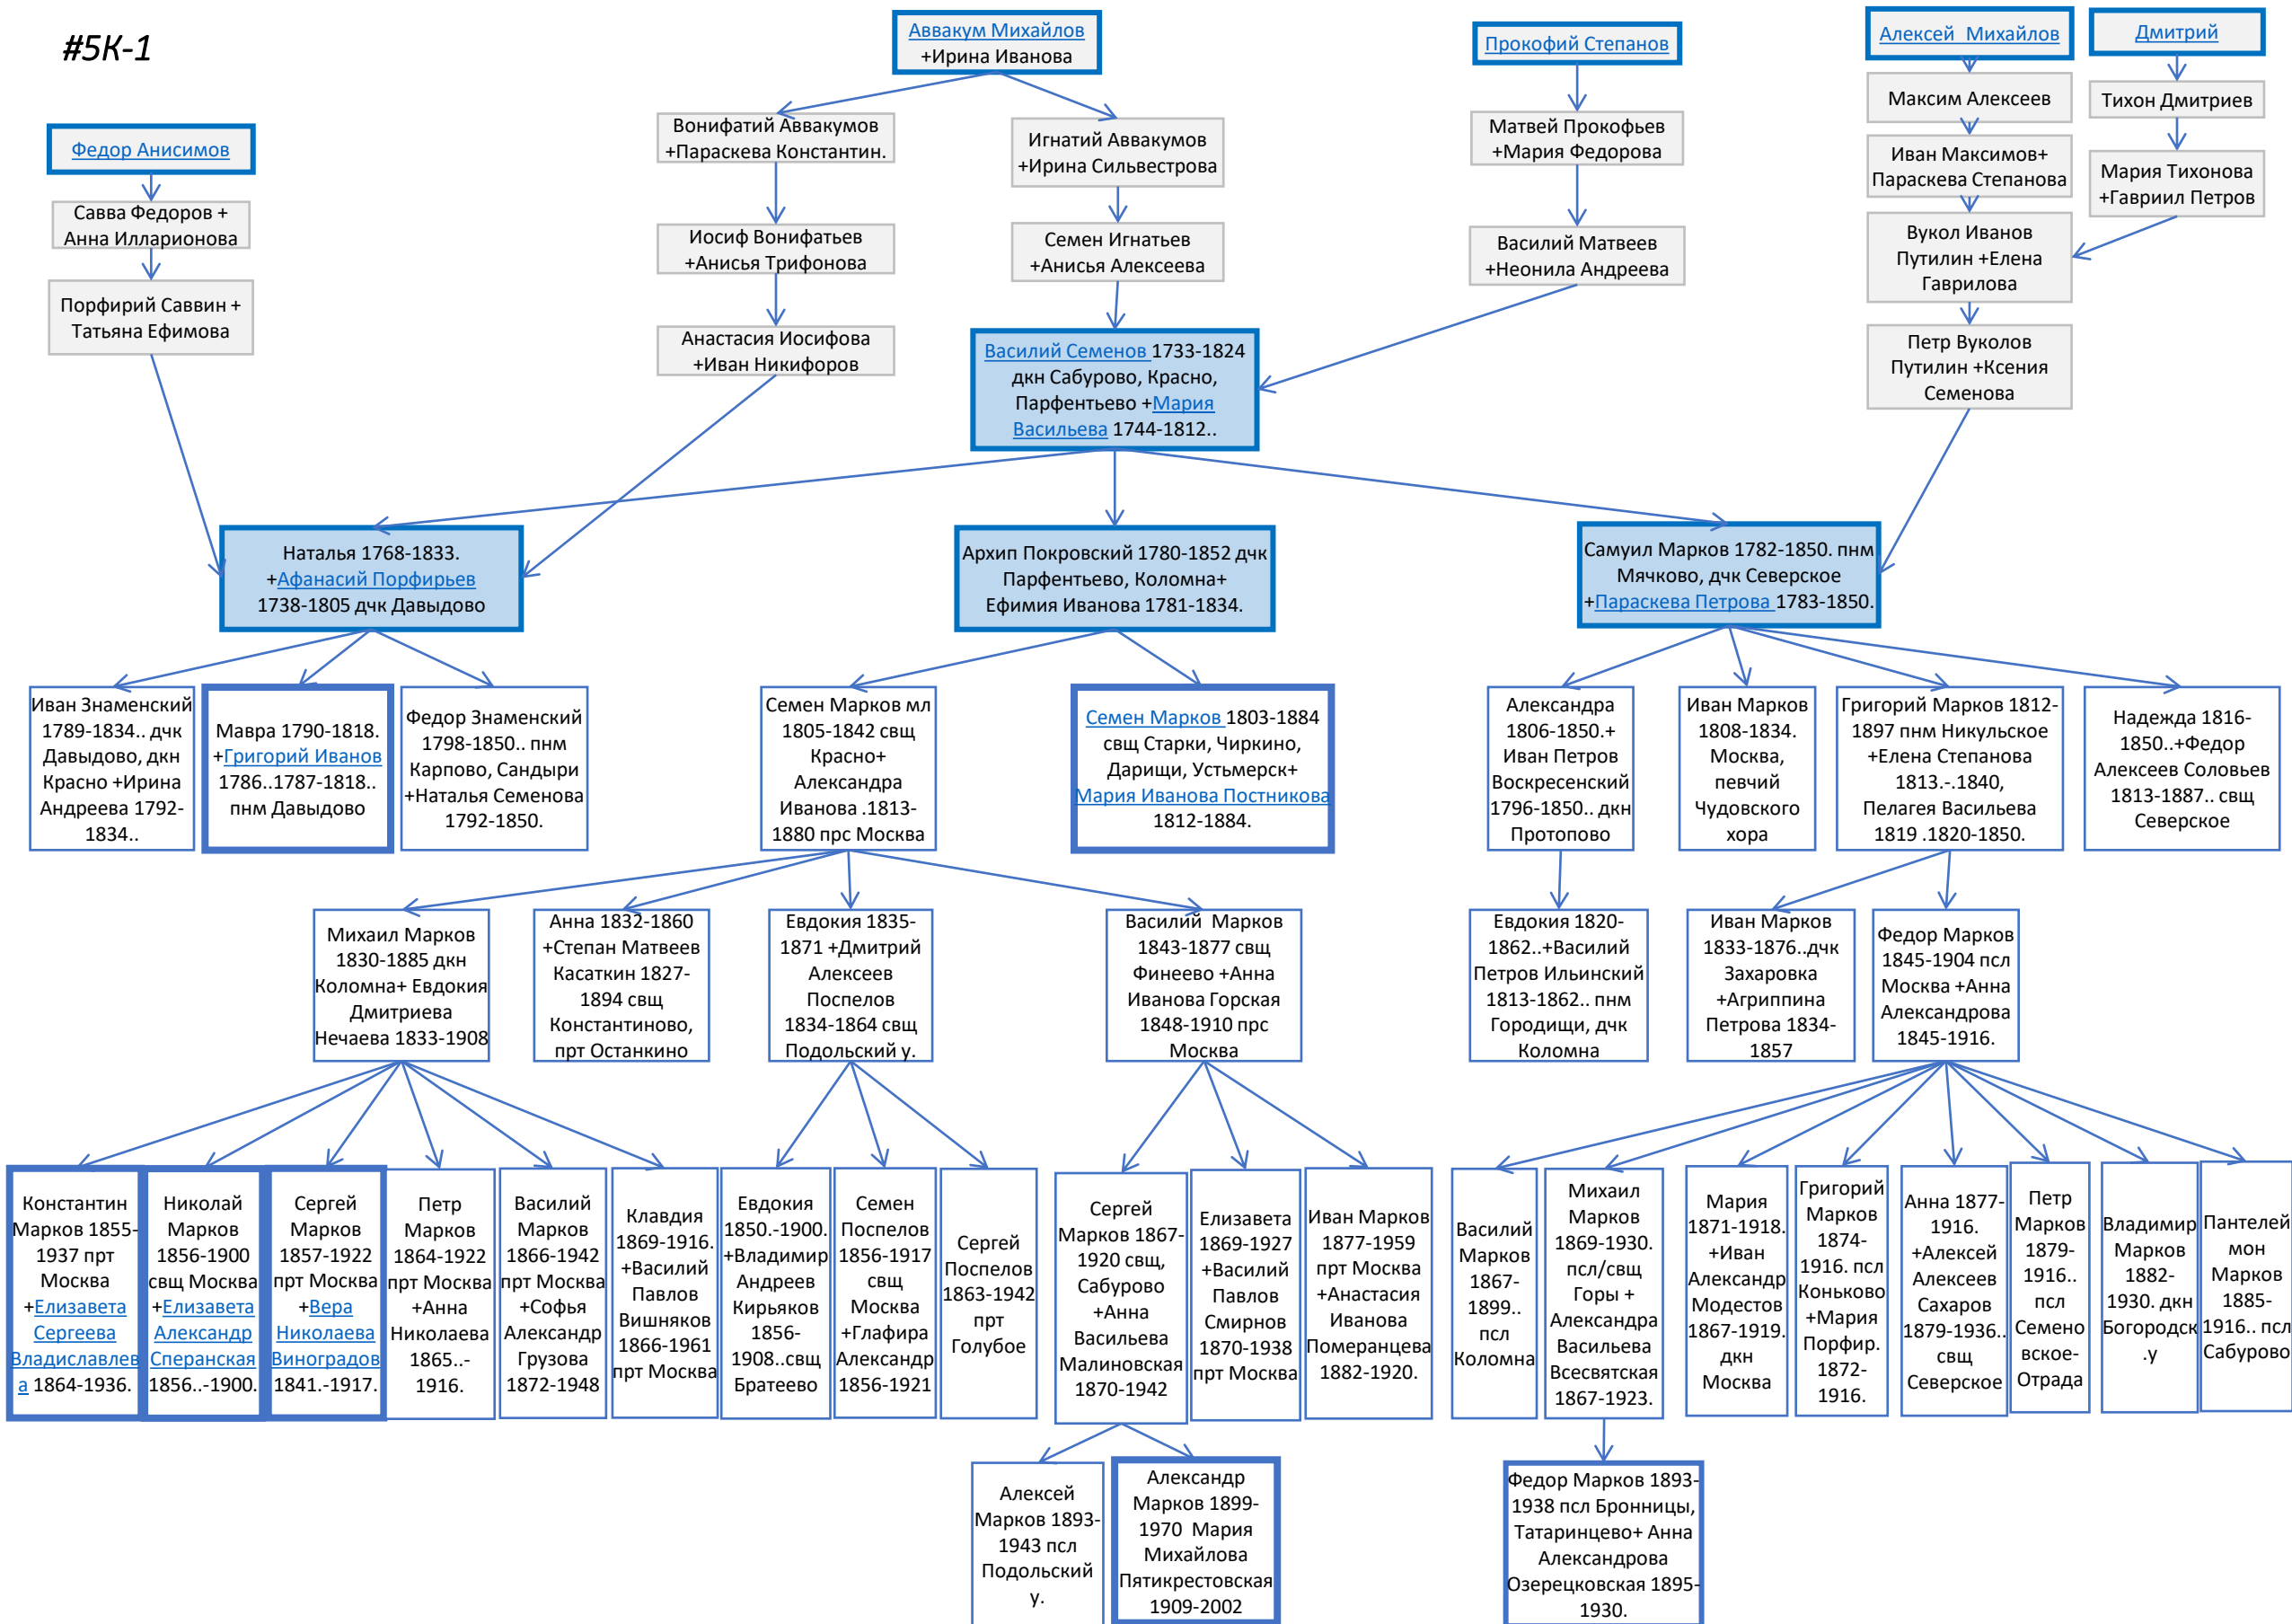 #5К-1
Аввакум Михайлов
+Ирина Иванова
Прокофий Степанов
Алексей Михайлов
Дмитрий
Федор Анисимов
Вонифатий Аввакумов
+Параскева Константин.
Игнатий Аввакумов
+Ирина Сильвестрова
Матвей Прокофьев
+Мария Федорова
Максим Алексеев
Тихон Дмитриев
Савва Федоров +
Анна Илларионова
Иосиф Вонифатьев
+Анисья Трифонова
Семен Игнатьев
+Анисья Алексеева
Василий Матвеев
+Неонила Андреева
Иван Максимов+
Параскева Степанова
Мария Тихонова
+Гавриил Петров
Порфирий Саввин +
Татьяна Ефимова
Анастасия Иосифова
+Иван Никифоров
Вукол Иванов
Путилин +Елена
Гаврилова
Петр Вуколов
Путилин +Ксения
Семенова
Василий Семенов 1733-1824
дкн Сабурово, Красно,
Парфентьево +Мария
Васильева 1744-1812..
Наталья 1768-1833.
+Афанасий Порфирьев
1738-1805 дчк Давыдово
Архип Покровский 1780-1852 дчк
Парфентьево, Коломна+
Ефимия Иванова 1781-1834.
Самуил Марков 1782-1850. пнм
Мячково, дчк Северское
+Параскева Петрова 1783-1850.
Иван Знаменский
1789-1834.. дчк
Давыдово, дкн
Красно +Ирина
Андреева 1792-
1834..
Мавра 1790-1818.
+Григорий Иванов
1786..1787-1818..
пнм Давыдово
Федор Знаменский
1798-1850.. пнм
Карпово, Сандыри
+Наталья Семенова
1792-1850.
Семен Марков мл
1805-1842 свщ
Красно+
Александра
Иванова .1813-
1880 прс Москва
Семен Марков 1803-1884
свщ Старки, Чиркино,
Дарищи, Устьмерск+
Мария Иванова Постникова
1812-1884.
Александра
1806-1850.+
Иван Петров
Воскресенский
1796-1850.. дкн
Протопово
Иван Марков
1808-1834.
Москва,
певчий
Чудовского
хора
Григорий Марков 1812-
1897 пнм Никульское
+Елена Степанова
1813.-.1840,
Пелагея Васильева
1819 .1820-1850.
Надежда 1816-
1850..+Федор
Алексеев Соловьев
1813-1887.. свщ
Северское
Михаил Марков
1830-1885 дкн
Коломна+ Евдокия
Дмитриева
Нечаева 1833-1908
Анна 1832-1860
+Степан Матвеев
Касаткин 1827-
1894 свщ
Константиново,
прт Останкино
Евдокия 1835-
1871 +Дмитрий
Алексеев
Поспелов
1834-1864 свщ
Подольский у.
Василий Марков
1843-1877 свщ
Финеево +Анна
Иванова Горская
1848-1910 прс
Москва
Евдокия 1820-
1862..+Василий
Петров Ильинский
1813-1862.. пнм
Городищи, дчк
Коломна
Иван Марков
1833-1876..дчк
Захаровка
+Агриппина
Петрова 1834-
1857
Федор Марков
1845-1904 псл
Москва +Анна
Александрова
1845-1916.
Константин
Марков 1855-
1937 прт
Москва
+Елизавета
Сергеева
Владиславлев
а 1864-1936.
Николай
Марков
1856-1900
свщ Москва
+Елизавета
Александр
Сперанская
1856..-1900.
Сергей
Марков
1857-1922
прт Москва
+Вера
Николаева
Виноградов
1841.-1917.
Петр
Марков
1864-1922
прт Москва
+Анна
Николаева
1865..-
1916.
Василий
Марков
1866-1942
прт Москва
+Софья
Александр
Грузова
1872-1948
Клавдия
1869-1916.
+Василий
Павлов
Вишняков
1866-1961
прт Москва
Евдокия
1850.-1900.
+Владимир
Андреев
Кирьяков
1856-
1908..свщ
Братеево
Семен
Поспелов
1856-1917
свщ
Москва
+Глафира
Александр
1856-1921
Сергей
Поспелов
1863-1942
прт
Голубое
Сергей
Марков 1867-
1920 свщ,
Сабурово
+Анна
Васильева
Малиновская
1870-1942
Елизавета
1869-1927
+Василий
Павлов
Смирнов
1870-1938
прт Москва
Иван Марков
1877-1959
прт Москва
+Анастасия
Иванова
Померанцева
1882-1920.
Василий
Марков
1867-
1899..
псл
Коломна
Михаил
Марков
1869-1930.
псл/свщ
Горы +
Александра
Васильева
Всесвятская
1867-1923.
Мария
1871-1918.
+Иван
Александр
Модестов
1867-1919.
дкн
Москва
Григорий
Марков
1874-
1916. псл
Коньково
+Мария
Порфир.
1872-
1916.
Анна 1877-
1916.
+Алексей
Алексеев
Сахаров
1879-1936..
свщ
Северское
Петр
Марков
1879-
1916..
псл
Семено
вское-
Отрада
Владимир
Марков
1882-
1930. дкн
Богородск
.у
Пантелей
мон
Марков
1885-
1916.. псл
Сабурово
Алексей
Марков 1893-
1943 псл
Подольский
у.
Александр
Марков 1899-
1970 Мария
Михайлова
Пятикрестовская
1909-2002
Федор Марков 1893-
1938 псл Бронницы,
Татаринцево+ Анна
Александрова
Озерецковская 1895-
1930.